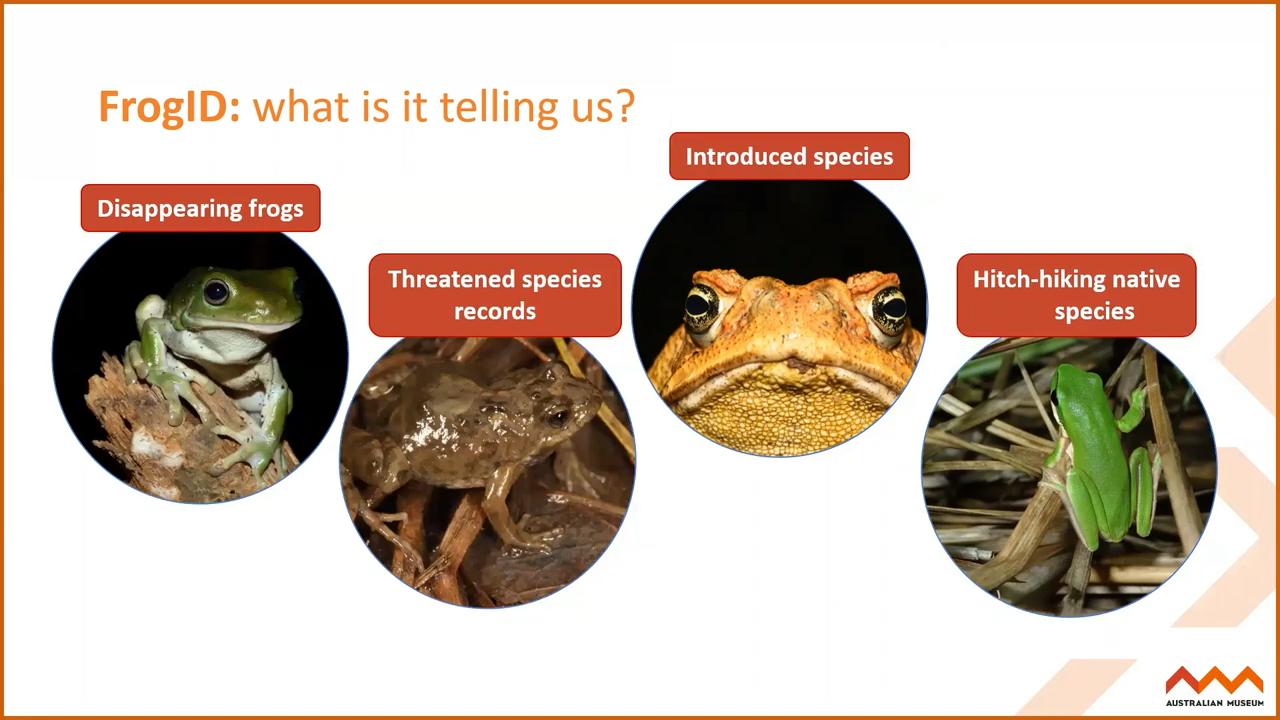 FrogID: what is it telling us?
Disappearing frogs
Threatened species
records
Introduced species
Hitch-hiking native
species
AUSTRALIAN MUSEUM